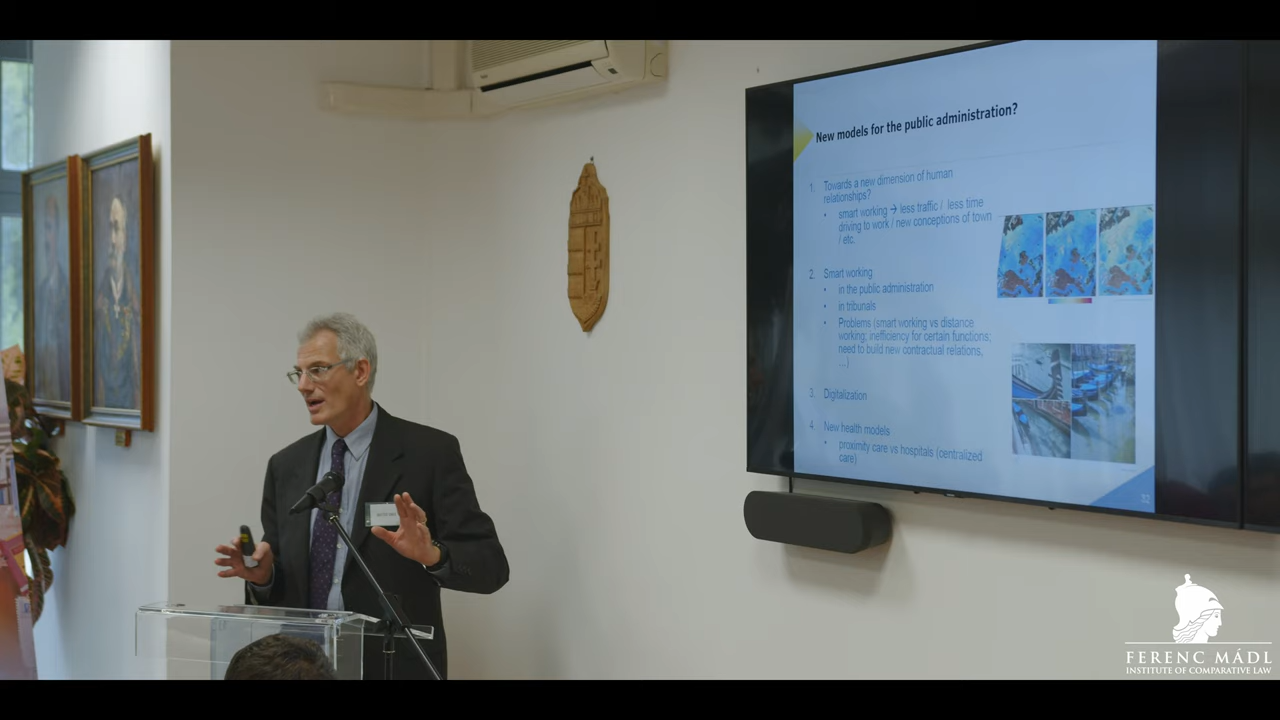 New models for the public administration?
1. Towards a new dimension of human
relationships?
• smart working → less traffic / less time
driving to work / new conceptions of town
/ etc.
2. Smart working
• in the public administration
• in tribunals
• Problems (smart working vs distance
working; inefficiency for certain functions;
need to build new contractual relations,
…)
3. Digitalization
4. New health models
• proximity care vs hospitals (centralized
care)
32
FERENC MÁDL
INSTITUTE OF COMPARATIVE LAW